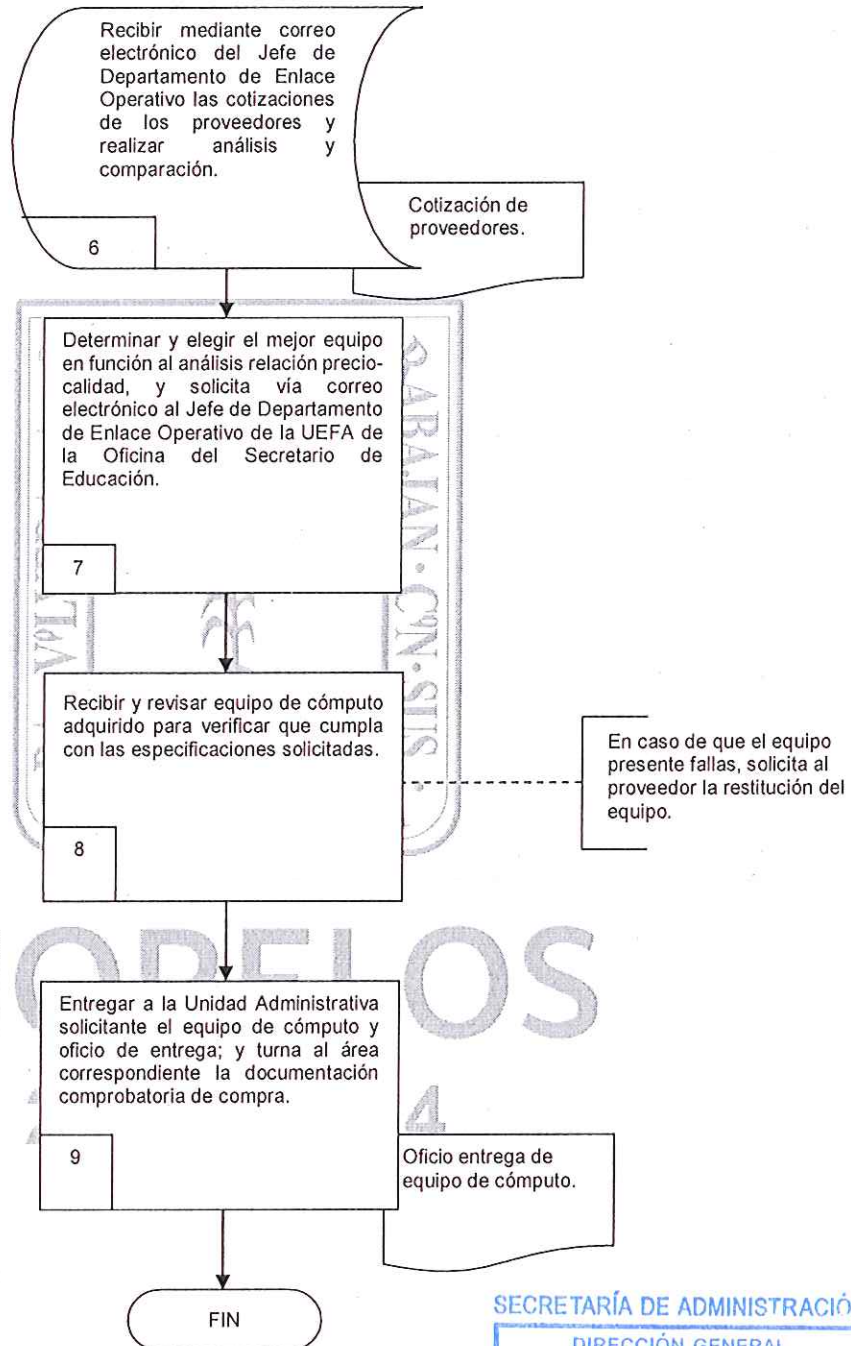 Recibir mediante correo
electrónico del Jefe de
Departamento de Enlace
Operativo las cotizaciones
de los proveedores y
realizar análisis y
comparación.
6
Cotización de
proveedores.
Determinar y elegir el mejor equipo
en función al análisis relación precio-
calidad, y solicita vía correo
electrónico al Jefe de Departamento
de Enlace Operativo de la UEFA de
la Oficina del Secretario de
Educación.
7
Recibir y revisar equipo de cómputo
adquirido para verificar que cumpla
con las especificaciones solicitadas.
8
En caso de que el equipo
presente fallas, solicita al
proveedor la restitución del
equipo.
Entregar a la Unidad Administrativa
solicitante el equipo de cómputo y
oficio de entrega; y turna al área
correspondiente la documentación
comprobatoria de compra.
9
Oficio entrega de
equipo de cómputo.
FIN
SECRETARÍA DE ADMINISTRACIÓ
DIRECCIÓN GENERAL